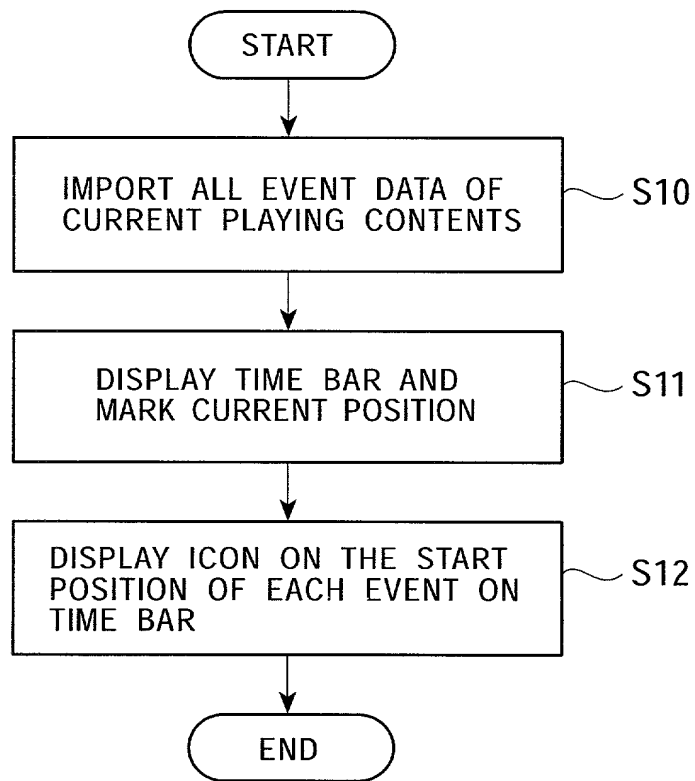 START
IMPORT ALL EVENT DATA OF
CURRENT PLAYING CONTENTS
S10
DISPLAY TIME BAR AND
MARK CURRENT POSITION
S11
DISPLAY ICON ON THE START
POSITION OF EACH EVENT ON
TIME BAR
S12
END